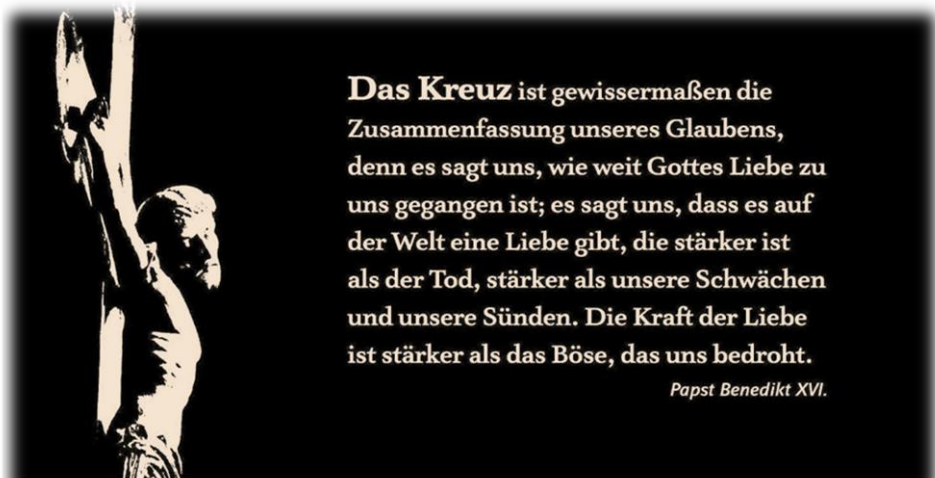 Das Kreuz ist gewissermaßen die
Zusammenfassung unseres Glaubens,
denn es sagt uns, wie weit Gottes Liebe zu
uns gegangen ist; es sagt uns, dass es auf
der Welt eine Liebe gibt, die stärker ist
als der Tod, stärker als unsere Schwächen
und unsere Sünden. Die Kraft der Liebe
ist stärker als das Böse, das uns bedroht.
Papst Benedikt XVI.